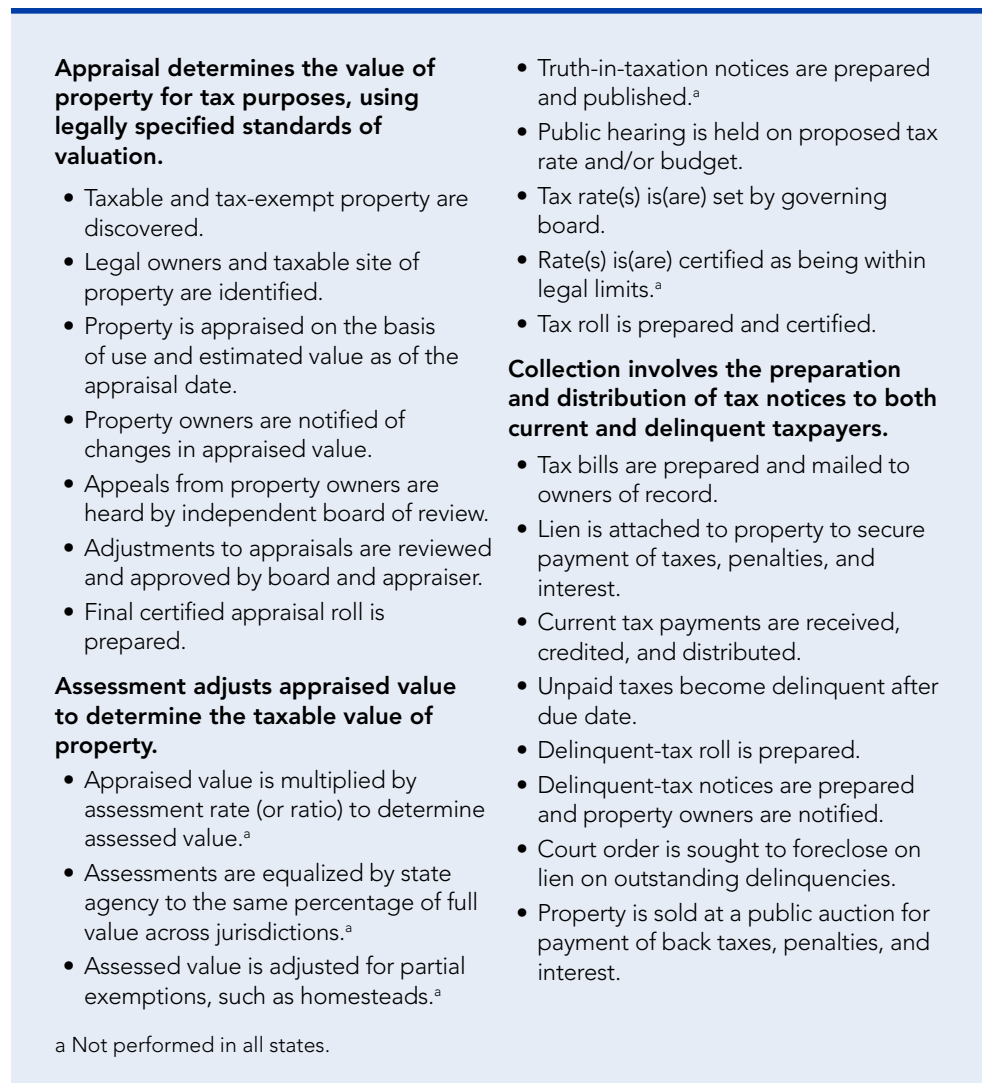 Appraisal determines the value of
property for tax purposes, using
legally specified standards of
valuation.
• Taxable and tax-exempt property are
discovered.
• Legal owners and taxable site of
property are identified.
• Property is appraised on the basis
of use and estimated value as of the
appraisal date.
• Property owners are notified of
changes in appraised value.
• Appeals from property owners are
heard by independent board of review.
• Adjustments to appraisals are reviewed
and approved by board and appraiser.
• Final certified appraisal roll is
prepared.
Assessment adjusts appraised value
to determine the taxable value of
property.
• Appraised value is multiplied by
assessment rate (or ratio) to determine
assessed value.a
• Assessments are equalized by state
agency to the same percentage of full
value across jurisdictions.a
• Assessed value is adjusted for partial
exemptions, such as homesteads.a
• Truth-in-taxation notices are prepared
and published.a
• Public hearing is held on proposed tax
rate and/or budget.
• Tax rate(s) is(are) set by governing
board.
• Rate(s) is(are) certified as being within
legal limits.a
• Tax roll is prepared and certified.
Collection involves the preparation
and distribution of tax notices to both
current and delinquent taxpayers.
• Tax bills are prepared and mailed to
owners of record.
• Lien is attached to property to secure
payment of taxes, penalties, and
interest.
• Current tax payments are received,
credited, and distributed.
• Unpaid taxes become delinquent after
due date.
• Delinquent-tax roll is prepared.
• Delinquent-tax notices are prepared
and property owners are notified.
• Court order is sought to foreclose on
lien on outstanding delinquencies.
• Property is sold at a public auction for
payment of back taxes, penalties, and
interest.
a Not performed in all states.